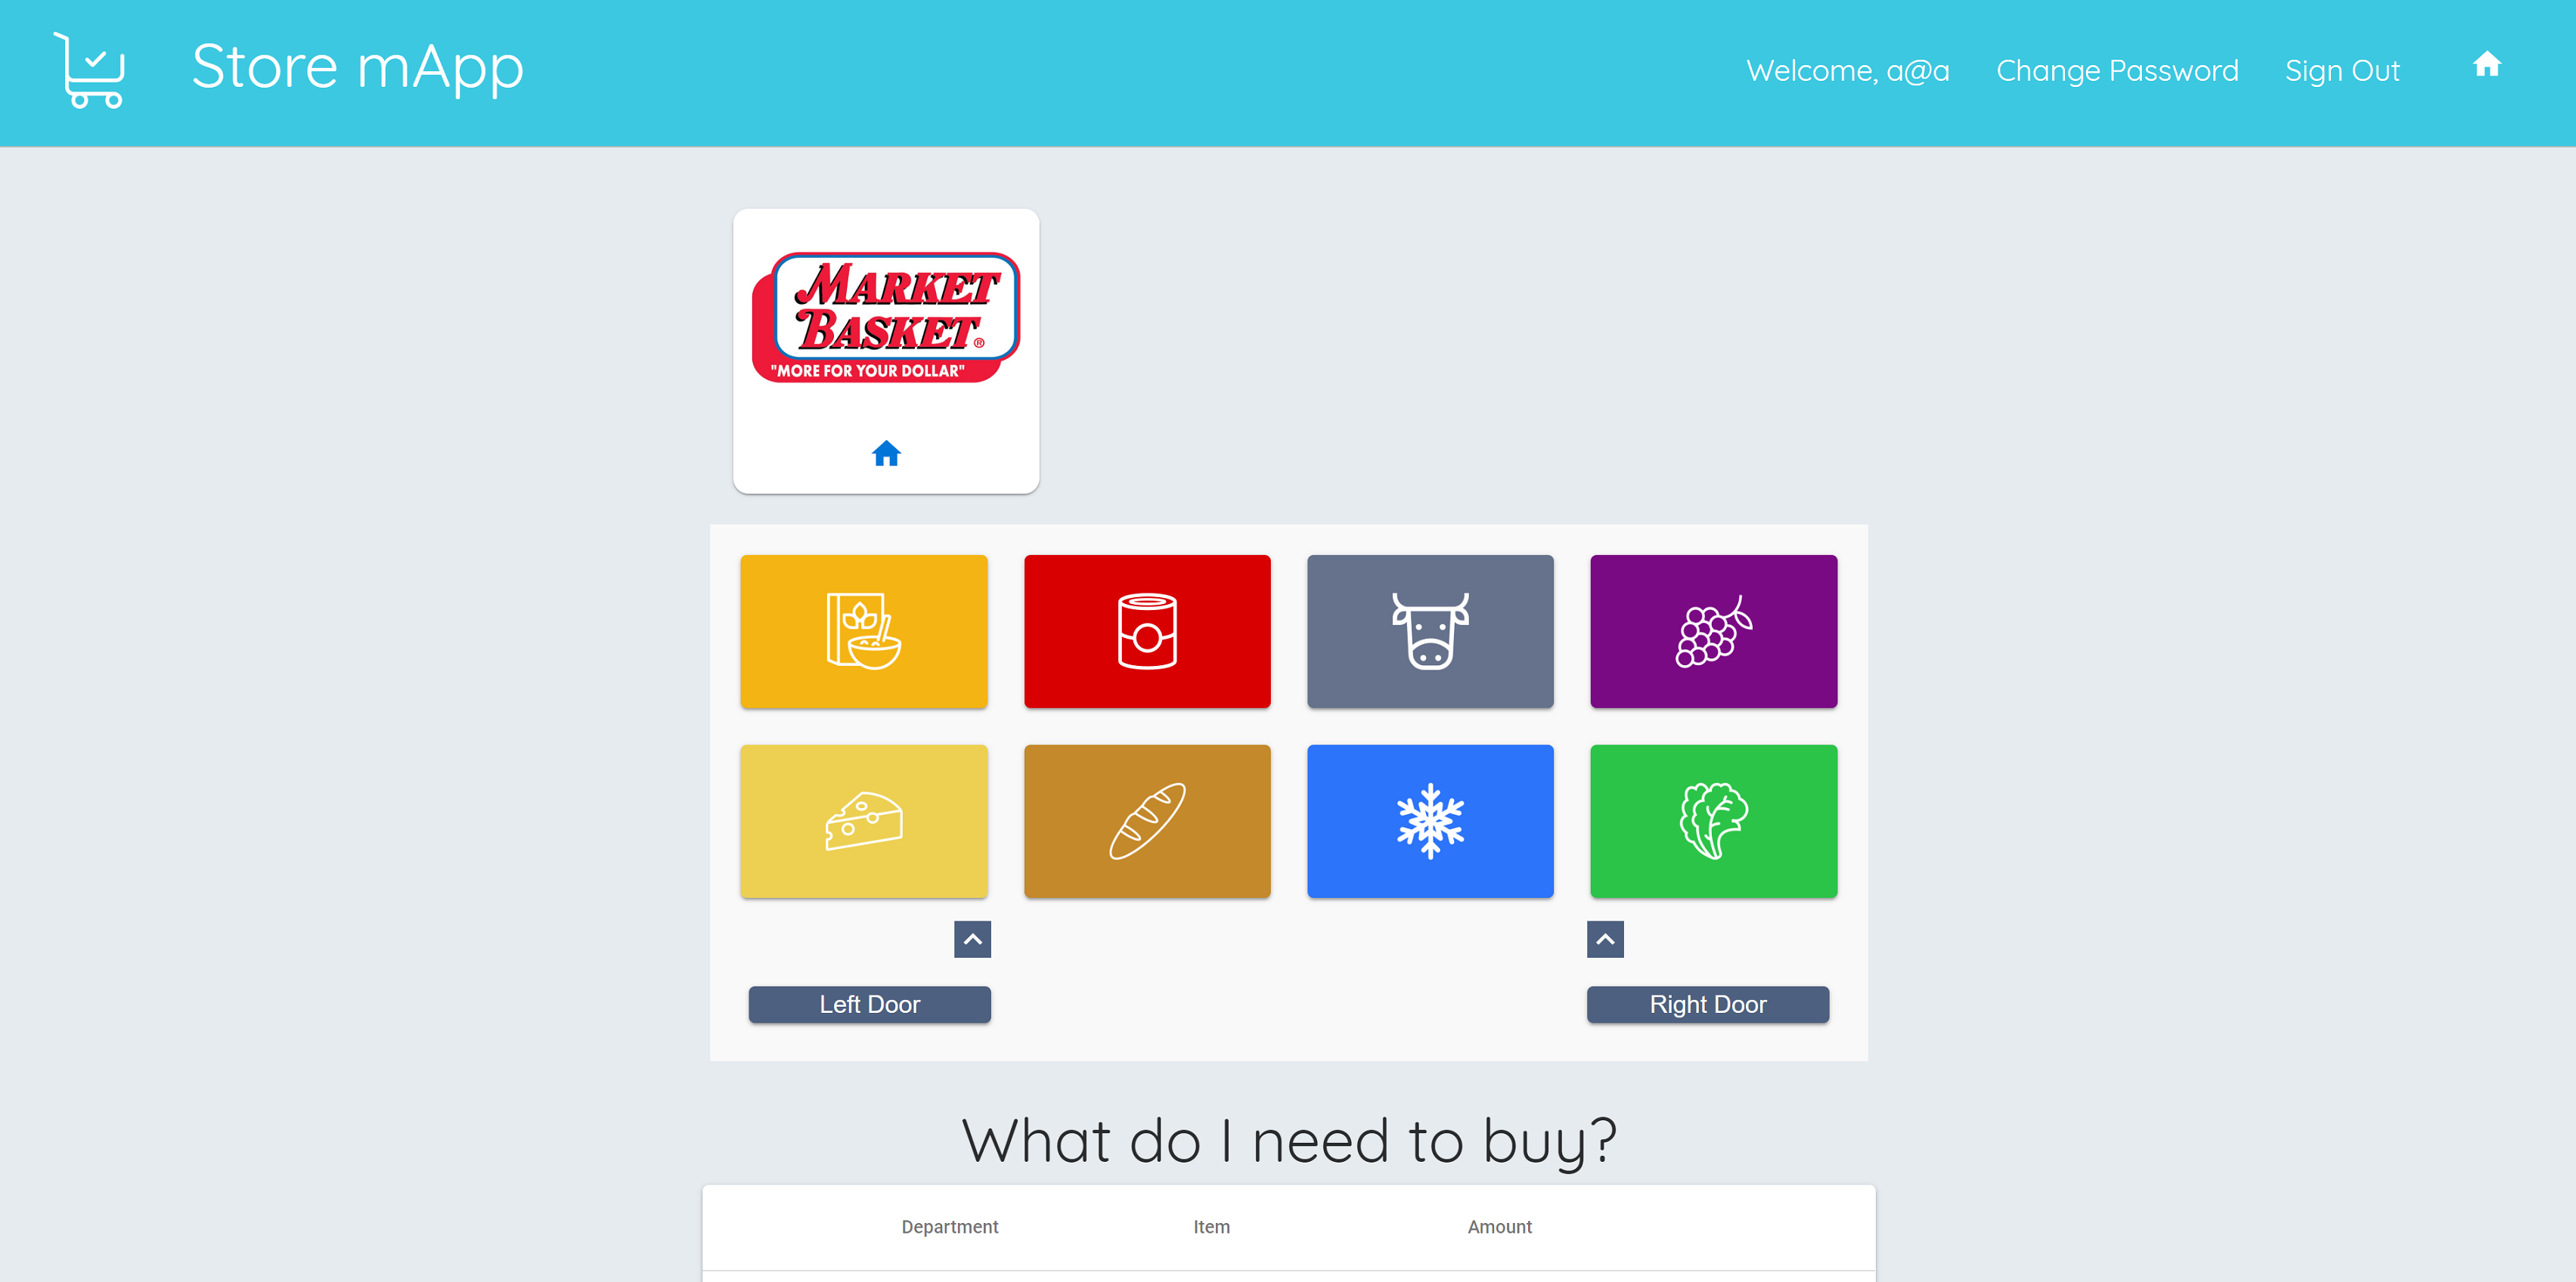 Store mApp
Welcome, a@a Change Password Sign Out
MARKET
BASKET®
"MORE FOR YOUR DOLLAR"
Left Door Right Door
What do I need to buy?
Department Item Amount